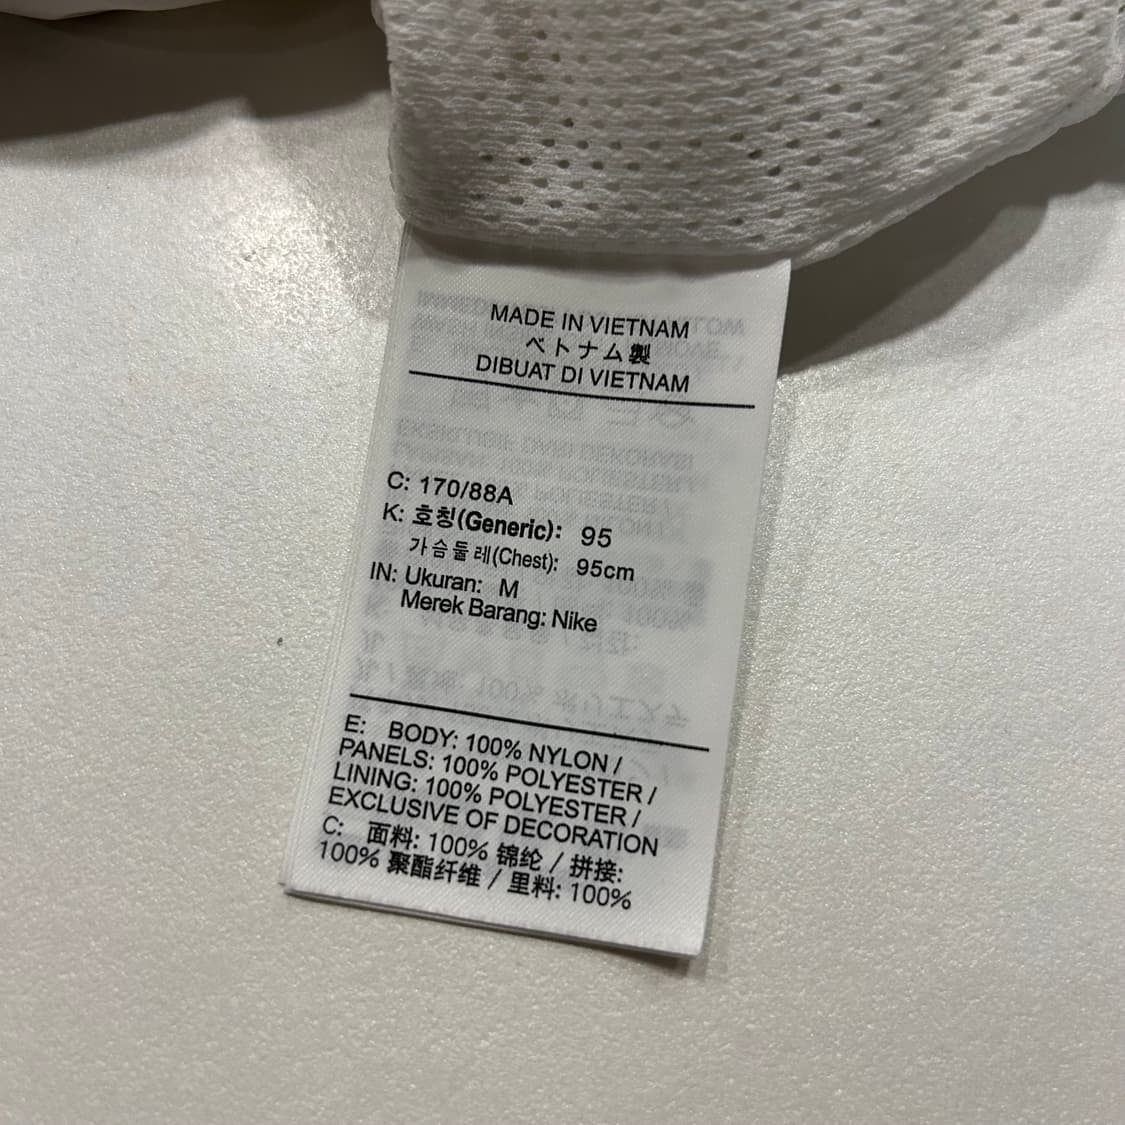 MADE IN VIETNAM
ベトナム製
DIBUAT DI VIETNAM
C: 170/88A
K: 호칭(Generic): 95
가슴둘레(Chest): 95cm
IN: Ukuran: M
Merek Barang: Nike
E: BODY: 100% NYLON /
PANELS: 100% POLYESTER /
LINING: 100% POLYESTER /
EXCLUSIVE OF DECORATION
C: 面料: 100% 锦纶 / 拼接:
100% 聚酯纤维 / 里料: 100%